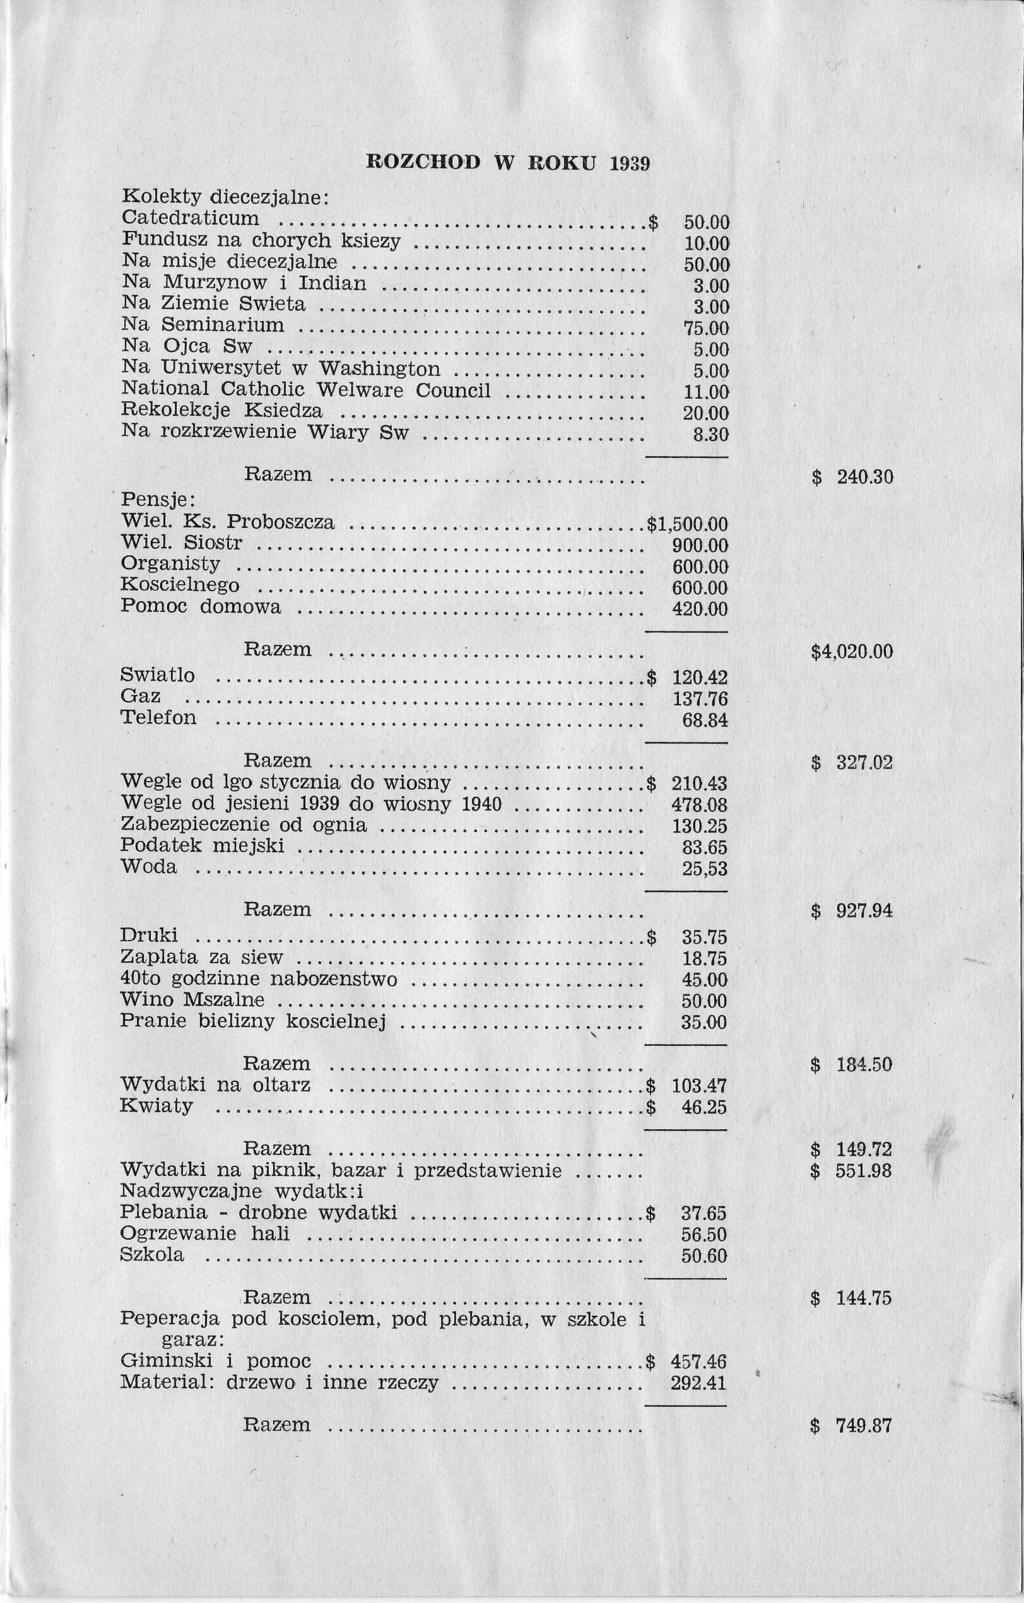 ROZCHOD W ROKU 1939
Kolekty diecezjalne:
Catedraticum ....................................$ 50.00
Fundusz na chorych ksiezy ....................... 10.00
Na misje diecezjalne ............................. 50.00
Na Murzynow i Indian .......................... 3.00
Na Ziemie Swieta ................................ 3.00
Na Seminarium .................................. 75.00
Na Ojca Sw ..................................... 5.00
Na Uniwersytet w Washington ................... 5.00
National Catholic Welware Council .............. 11.00
Rekolekcje Ksiedza .............................. 20.00
Na rozkrzewienie Wiary Sw ...................... 8.30
Razem ............................... $ 240.30
Pensje:
Wiel. Ks. Proboszcza .............................$1,500.00
Wiel. Siostr ...................................... 900.00
Organisty ........................................ 600.00
Koscielnego ...................................... 600.00
Pomoc domowa .................................. 420.00
Razem ............................... $4,020.00
Swiatlo ..........................................$ 120.42
Gaz ............................................. 137.76
Telefon .......................................... 68.84
Razem ............................... $ 327.02
Wegle od lgo stycznia do wiosny ..................$ 210.43
Wegle od jesieni 1939 do wiosny 1940 ............. 478.08
Zabezpieczenie od ognia .......................... 130.25
Podatek miejski .................................. 83.65
Woda ............................................ 25,53
Razem ............................... $ 927.94
Druki ............................................$ 35.75
Zaplata za siew .................................. 18.75
40to godzinne nabozenstwo ....................... 45.00
Wino Mszalne .................................... 50.00
Pranie bielizny koscielnej ........................ 35.00
Razem ............................... $ 184.50
Wydatki na oltarz ...............................$ 103.47
Kwiaty ..........................................$ 46.25
Razem ............................... $ 149.72
Wydatki na piknik, bazar i przedstawienie ....... $ 551.98
Nadzwyczajne wydatk:i
Plebania - drobne wydatki .......................$ 37.65
Ogrzewanie hali ................................. 56.50
Szkola ........................................... 50.60
Razem ............................... $ 144.75
Peperacja pod kosciolem, pod plebania, w szkole i
garaz:
Giminski i pomoc ...............................$ 457.46
Material: drzewo i inne rzeczy ................... 292.41
Razem ............................... $ 749.87